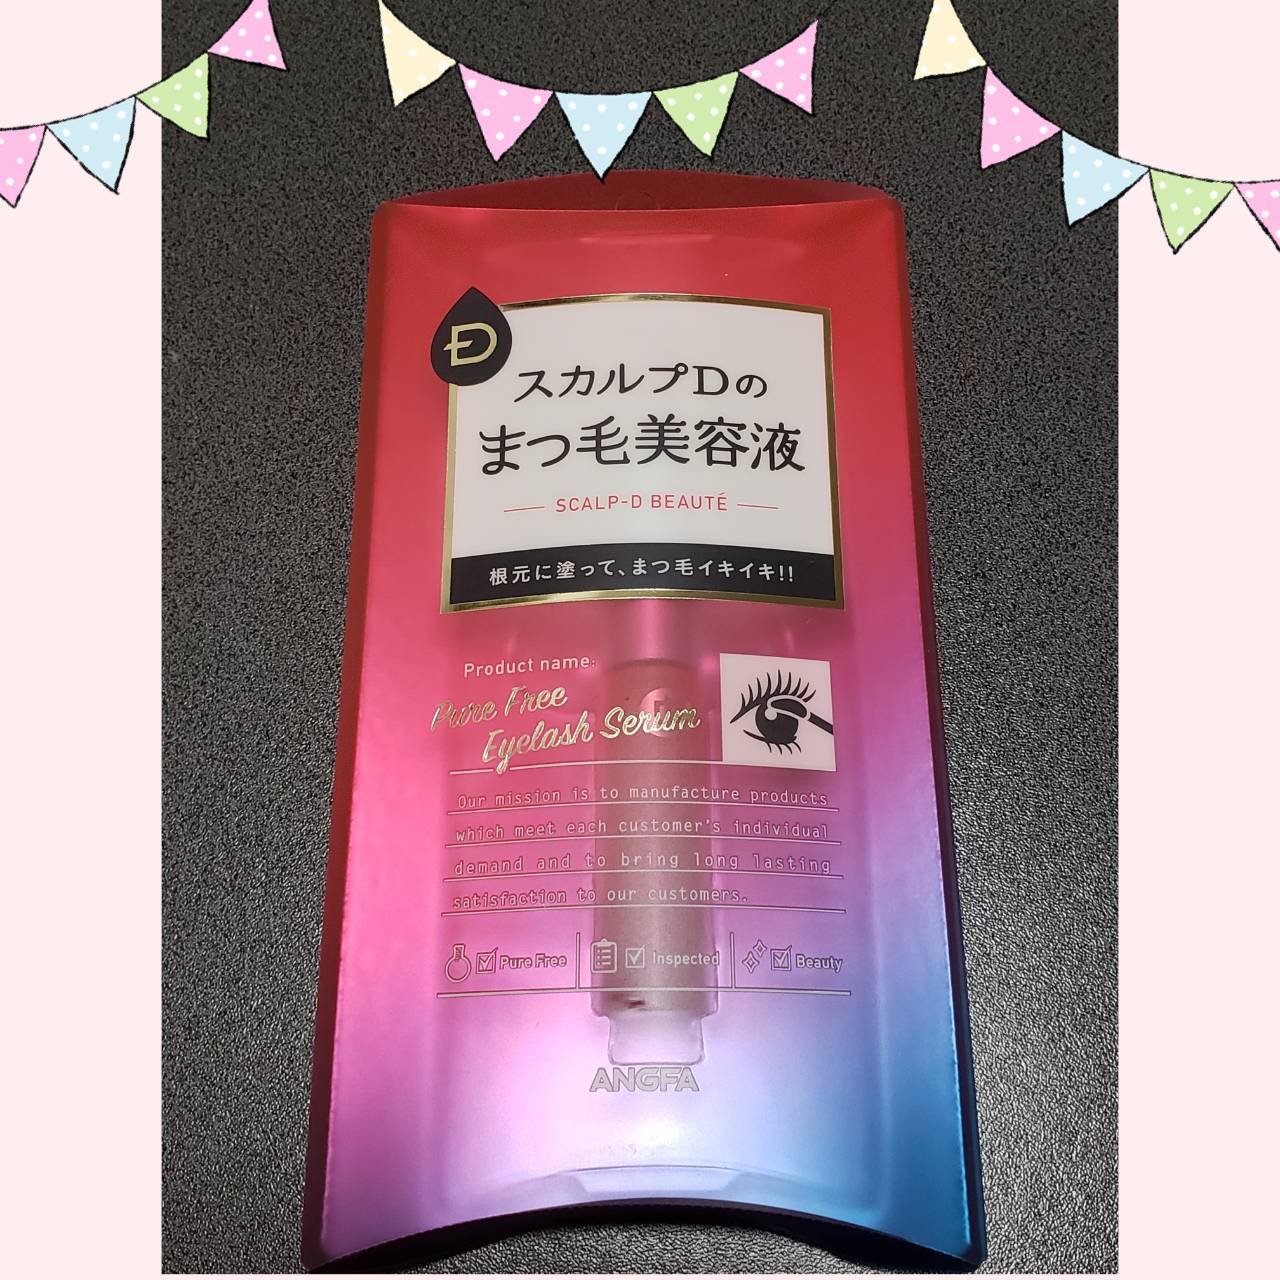 Đ
スカルプDの
まつ毛美容液
SCALP-D BEAUTÉ
根元に塗って、まつ毛イキイキ!!
Product name:
Pure Free
Eyelash Serum
Our mission is to manufacture products
which meet each customer's individual
demand and to bring long lasting
satisfaction to our customers.
Pure Free Inspected Beauty
ANGFA